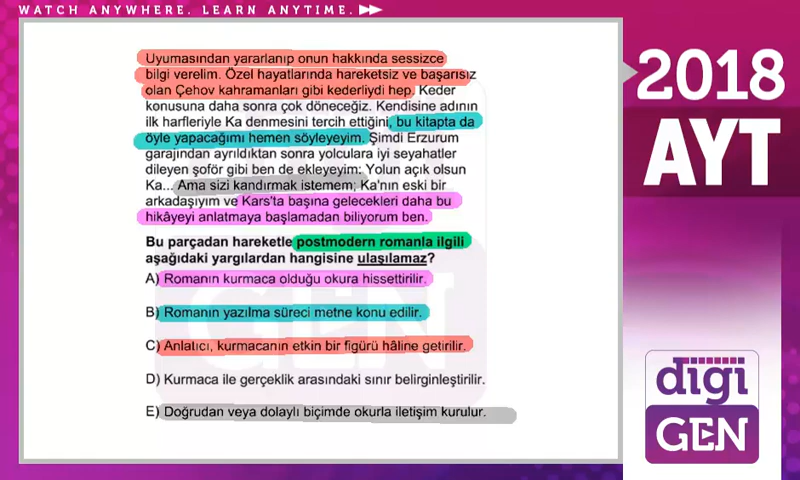 WATCH ANYWHERE. LEARN ANYTIME.
Uyumasından yararlanıp onun hakkında sessizce
bilgi verelim. Özel hayatlarında hareketsiz ve başarısız
olan Çehov kahramanları gibi kederliydi hep. Keder
konusuna daha sonra çok döneceğiz. Kendisine adının
ilk harfleriyle Ka denmesini tercih ettiğini, bu kitapta da
öyle yapacağımı hemen söyleyeyim. Şimdi Erzurum
garajından ayrıldıktan sonra yolculara iyi seyahatler
dileyen şoför gibi ben de ekleyeyim: Yolun açık olsun
Ka... Ama sizi kandırmak istemem; Ka'nın eski bir
arkadaşıyım ve Kars'ta başına gelecekleri daha bu
hikâyeyi anlatmaya başlamadan biliyorum ben.
Bu parçadan hareketle postmodern romanla ilgili
aşağıdaki yargılardan hangisine ulaşılamaz?
A) Romanın kurmaca olduğu okura hissettirilir.
B) Romanın yazılma süreci metne konu edilir.
C) Anlatıcı, kurmacanın etkin bir figürü hâline getirilir.
D) Kurmaca ile gerçeklik arasındaki sınır belirginleştirilir.
E) Doğrudan veya dolaylı biçimde okurla iletişim kurulur.
2018
AYT
digi
GEN